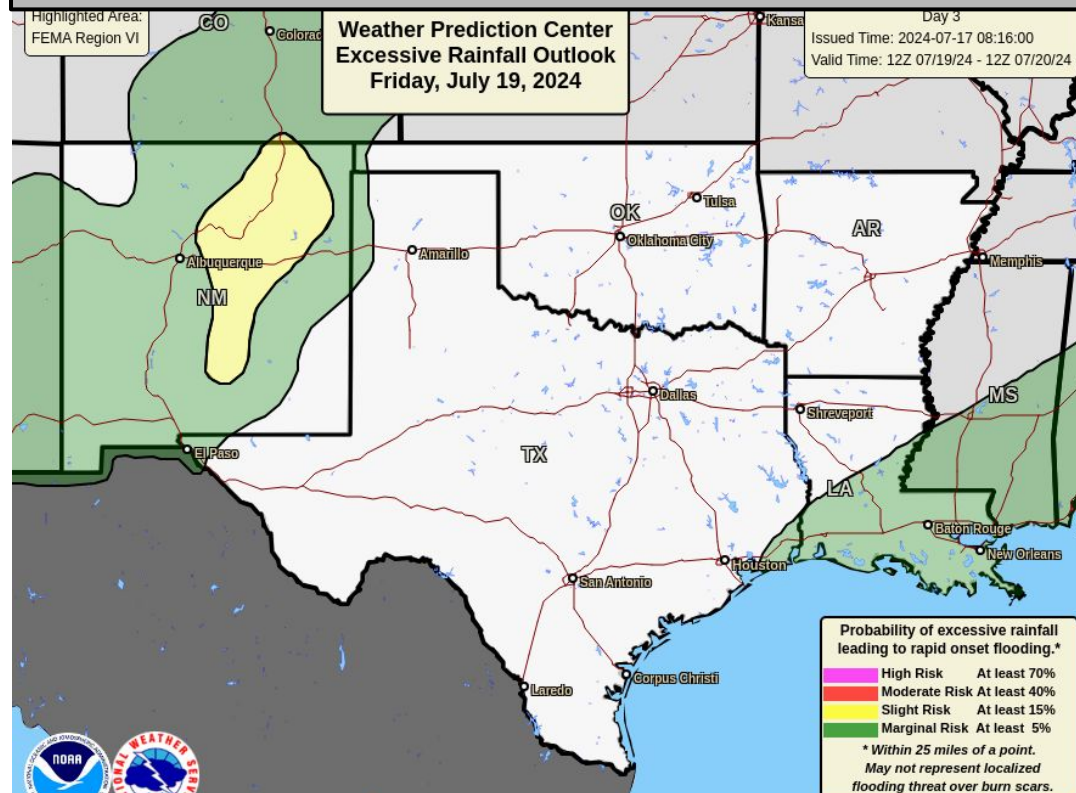 Highlighted Area:
FEMA Region VI
Weather Prediction Center
Excessive Rainfall Outlook
Friday, July 19, 2024
Day 3
Issued Time: 2024-07-17 08:16:00
Valid Time: 12Z 07/19/24 - 12Z 07/20/24
CO
Colorad
Kansa
Tulsa
OK
Oklahoma City
AR
Albuquerque
Amarillo
Memphis
NM
Dallas
MS
Shreveport
El Paso
TX
LA
Baton Rouge
New Orleans
Houston
San Antonio
Corpus Christi
Laredo
Probability of excessive rainfall
leading to rapid onset flooding.*
High Risk At least 70%
Moderate Risk At least 40%
Slight Risk At least 15%
Marginal Risk At least 5%
* Within 25 miles of a point.
May not represent localized
flooding threat over burn scars.
NOAA
WEATHER SERV